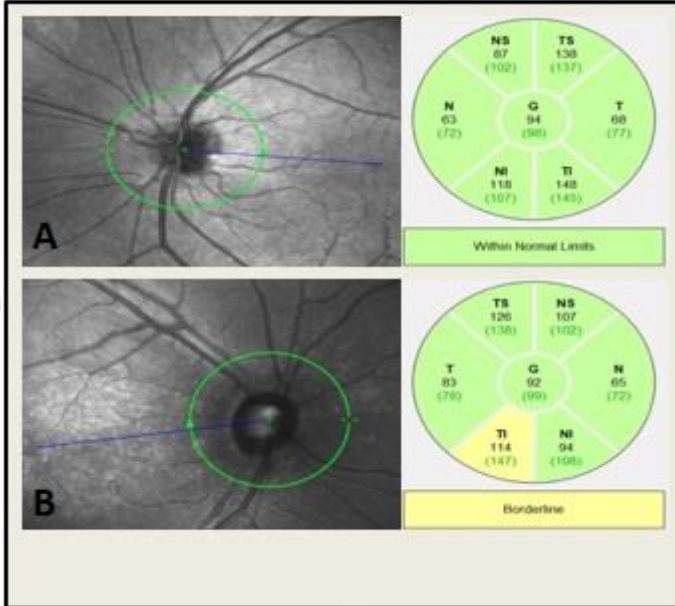 NS TS
87 138
(102) (137)
N G T
63 94 68
(72) (98) (77)
NI TI
118 148
(107) (145)
A
Within Normal Limits
TS NS
126 107
(138) (102)
T G N
83 92 65
(78) (99) (72)
TI NI
114 94
(147) (108)
B
Borderline